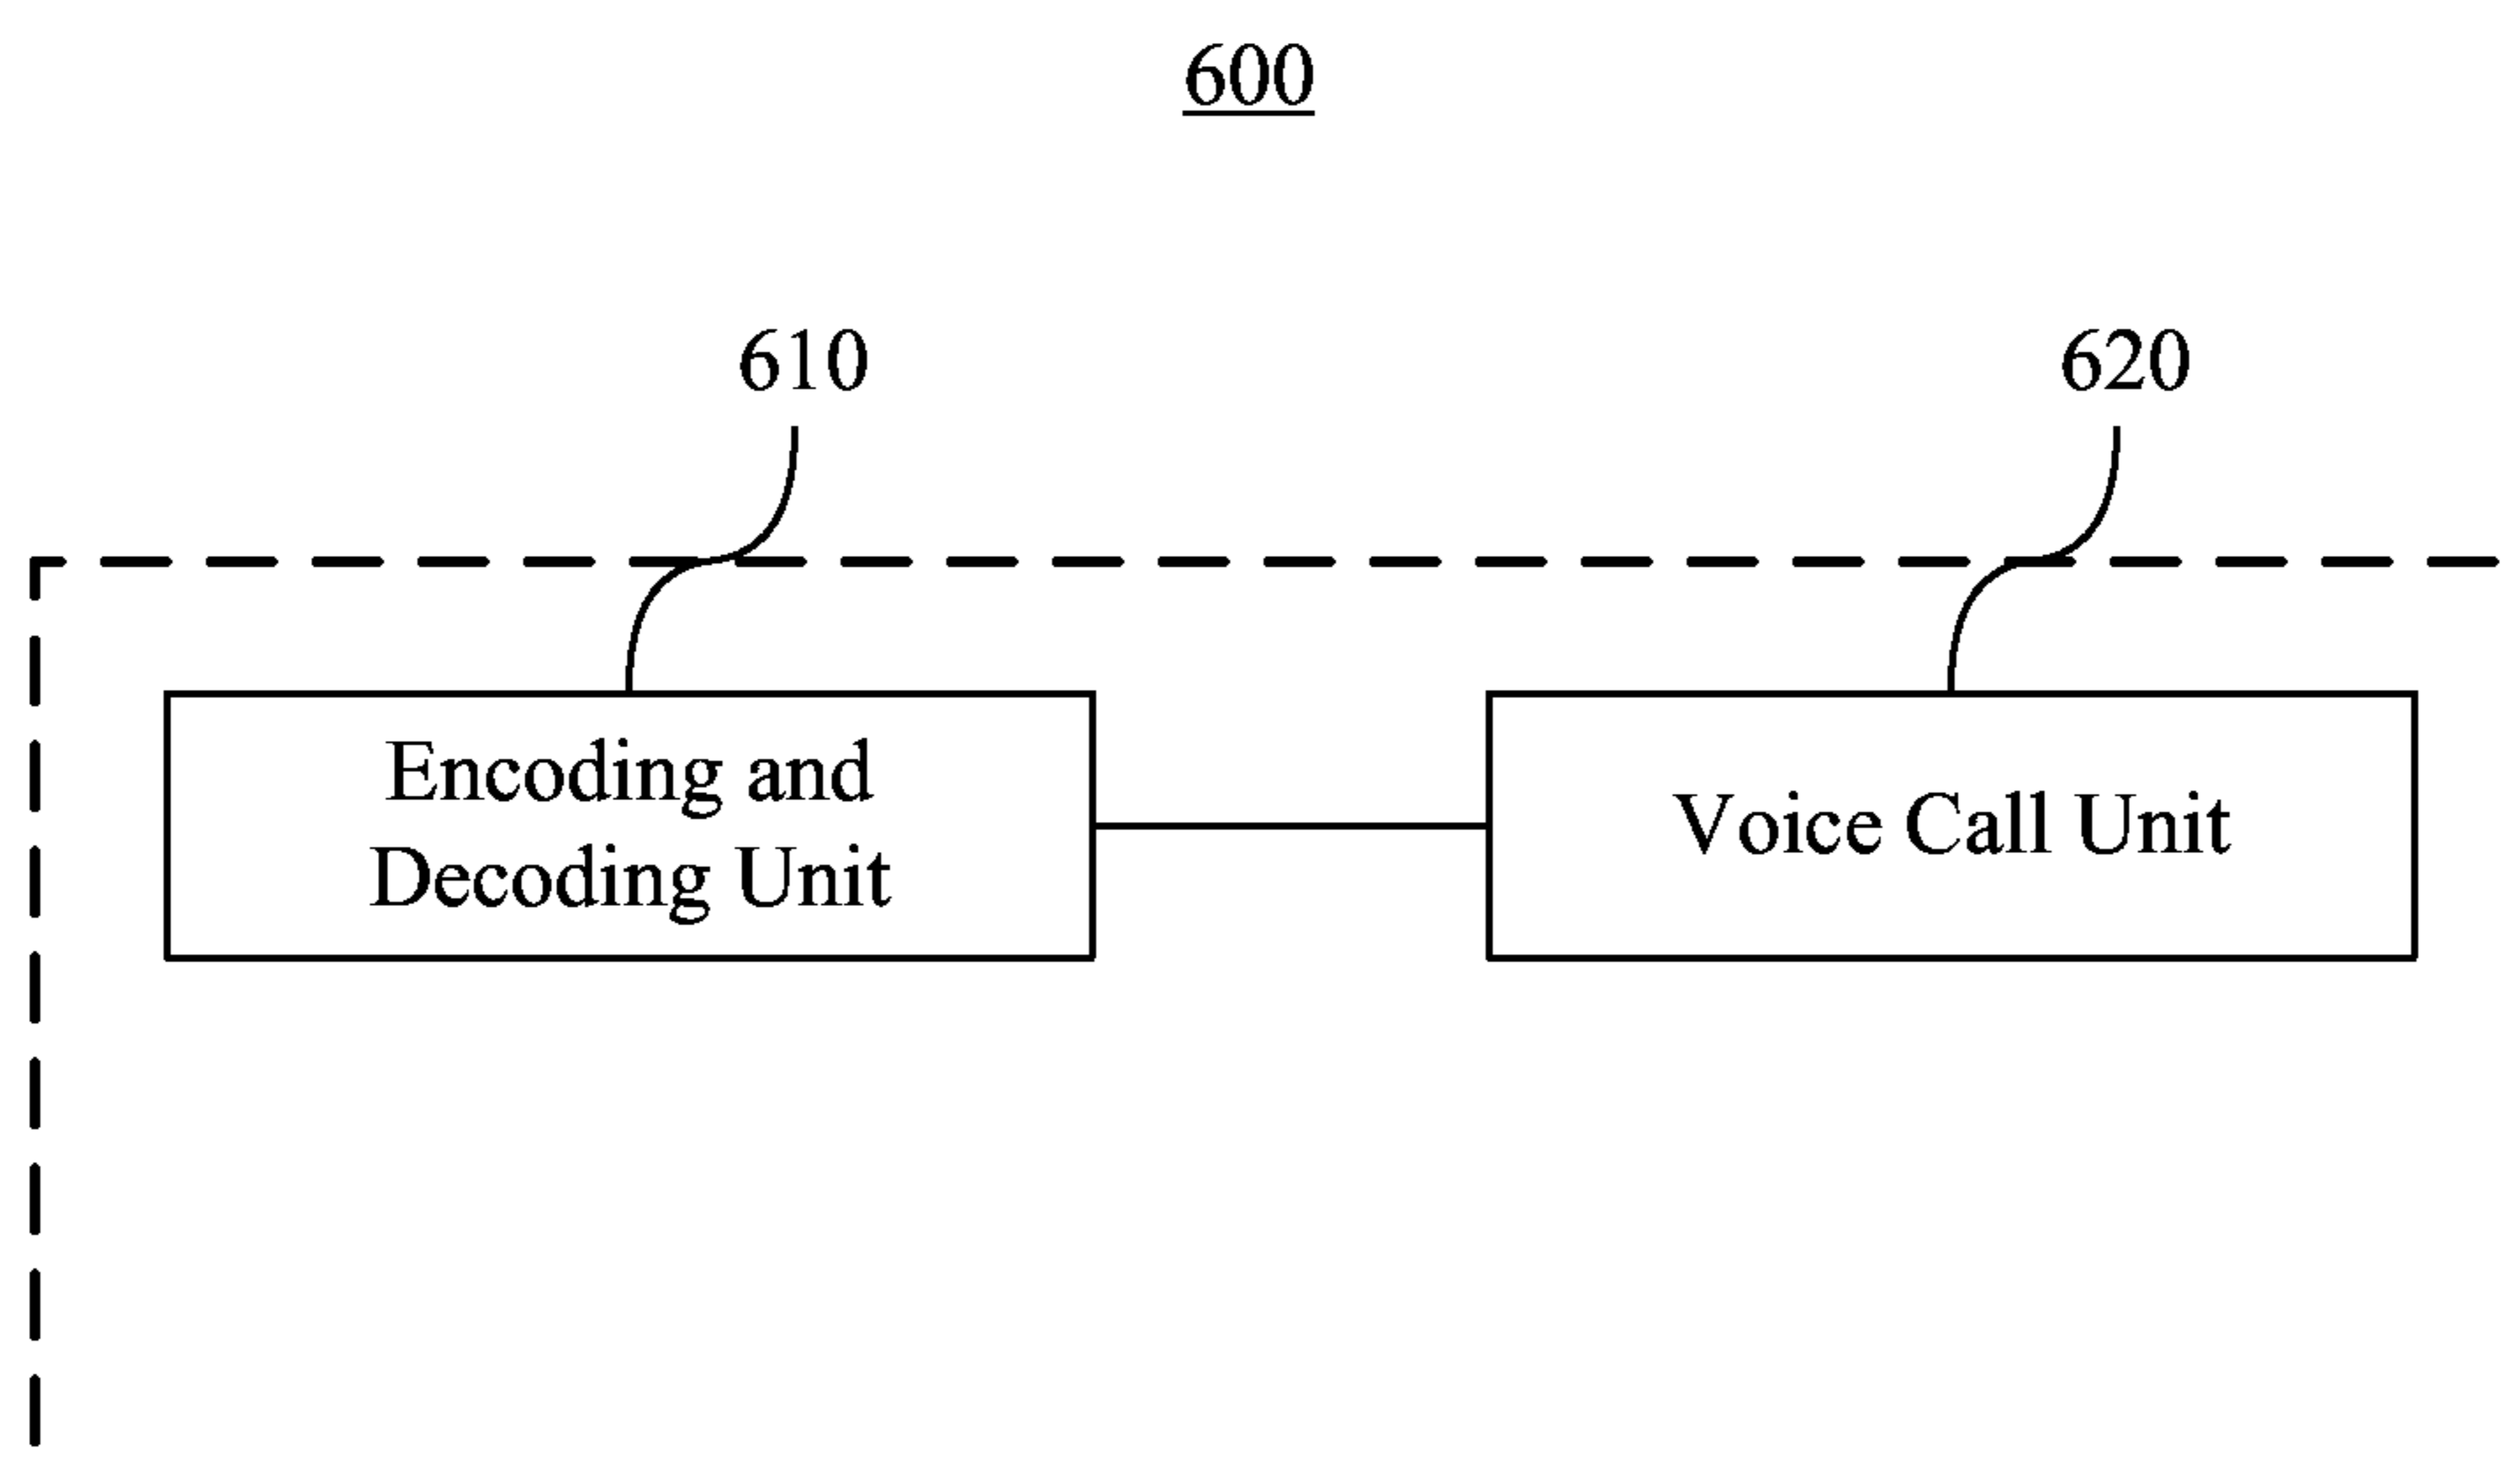 600
610
620
Encoding and
Decoding Unit
Voice Call Unit